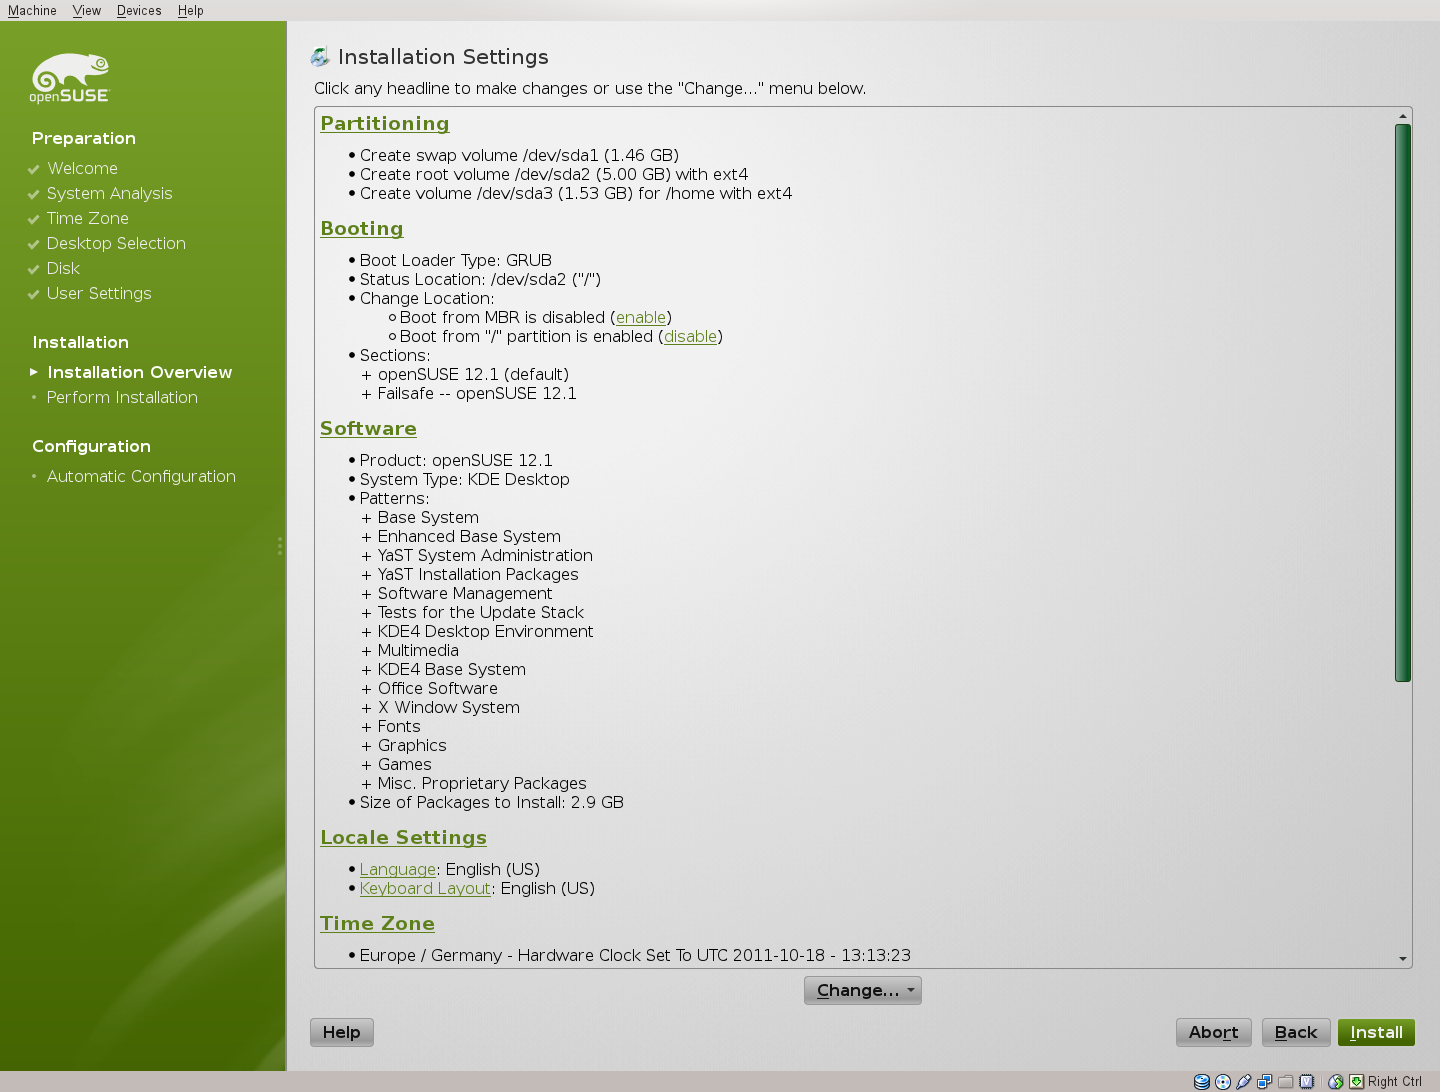 Machine View Devices Help
openSUSE
Preparation
Welcome
System Analysis
Time Zone
Desktop Selection
Disk
User Settings
Installation
Installation Overview
Perform Installation
Configuration
Automatic Configuration
Installation Settings
Click any headline to make changes or use the "Change..." menu below.
Partitioning
• Create swap volume /dev/sda1 (1.46 GB)
• Create root volume /dev/sda2 (5.00 GB) with ext4
• Create volume /dev/sda3 (1.53 GB) for /home with ext4
Booting
• Boot Loader Type: GRUB
• Status Location: /dev/sda2 ("/")
• Change Location:
○ Boot from MBR is disabled (enable)
○ Boot from "/" partition is enabled (disable)
• Sections:
+ openSUSE 12.1 (default)
+ Failsafe -- openSUSE 12.1
Software
• Product: openSUSE 12.1
• System Type: KDE Desktop
• Patterns:
+ Base System
+ Enhanced Base System
+ YaST System Administration
+ YaST Installation Packages
+ Software Management
+ Tests for the Update Stack
+ KDE4 Desktop Environment
+ Multimedia
+ KDE4 Base System
+ Office Software
+ X Window System
+ Fonts
+ Graphics
+ Games
+ Misc. Proprietary Packages
• Size of Packages to Install: 2.9 GB
Locale Settings
• Language: English (US)
• Keyboard Layout: English (US)
Time Zone
• Europe / Germany - Hardware Clock Set To UTC 2011-10-18 - 13:13:23
Change...
Help Abort Back Install
Right Ctrl